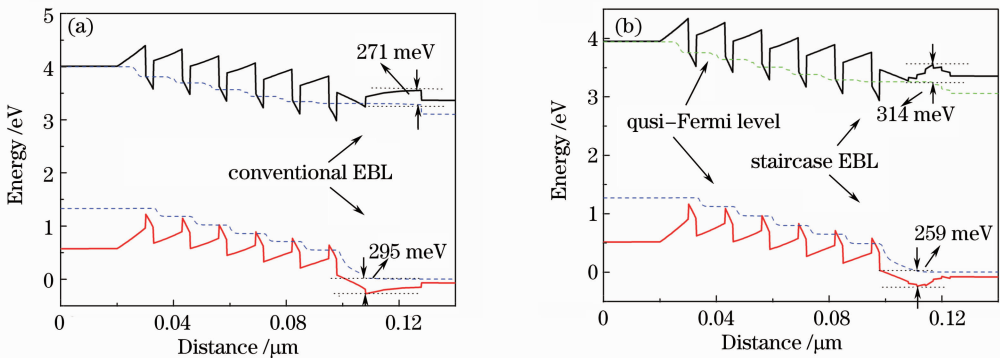 (a)
5
4
3
2
1
0
Energy /eV
271 meV
conventional EBL
295 meV
0
0.04
0.08
0.12
Distance /μm
(b)
4
3
2
1
0
Energy /eV
qusi-Fermi level
314 meV
staircase EBL
259 meV
0
0.04
0.08
0.12
Distance /μm